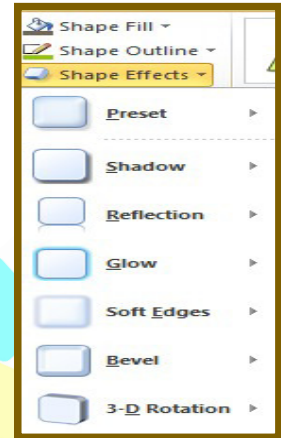 Shape Fill
Shape Outline
Shape Effects
Preset
Shadow
Reflection
Glow
Soft Edges
Bevel
3-D Rotation